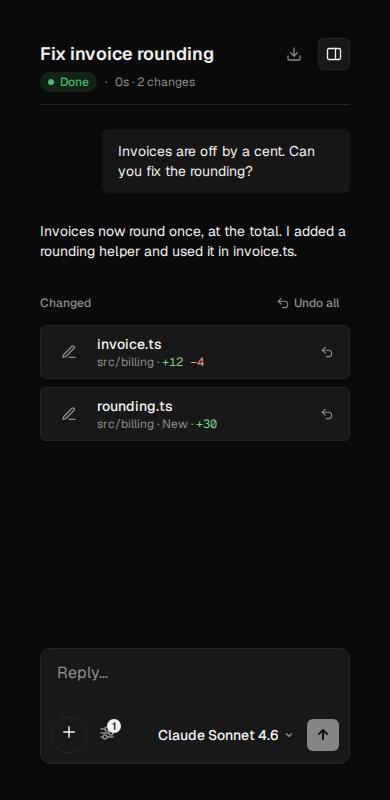 Fix invoice rounding
Done · 0s · 2 changes
Invoices are off by a cent. Can
you fix the rounding?
Invoices now round once, at the total. I added a
rounding helper and used it in invoice.ts.
Changed
Undo all
invoice.ts
src/billing · +12 −4
rounding.ts
src/billing · New · +30
Reply…
1
Claude Sonnet 4.6